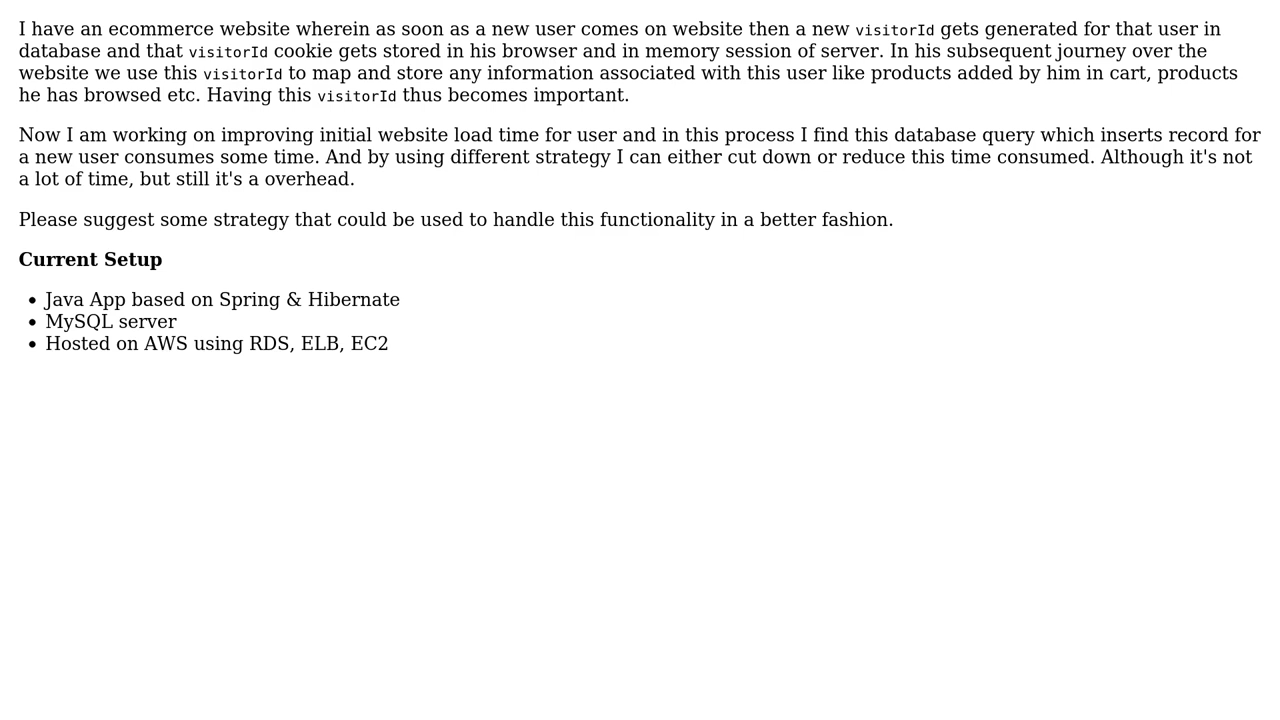 I have an ecommerce website wherein as soon as a new user comes on website then a new visitorId gets generated for that user in
database and that visitorId cookie gets stored in his browser and in memory session of server. In his subsequent journey over the
website we use this visitorId to map and store any information associated with this user like products added by him in cart, products
he has browsed etc. Having this visitorId thus becomes important.
Now I am working on improving initial website load time for user and in this process I find this database query which inserts record for
a new user consumes some time. And by using different strategy I can either cut down or reduce this time consumed. Although it's not
a lot of time, but still it's a overhead.
Please suggest some strategy that could be used to handle this functionality in a better fashion.
Current Setup
• Java App based on Spring & Hibernate
• MySQL server
• Hosted on AWS using RDS, ELB, EC2